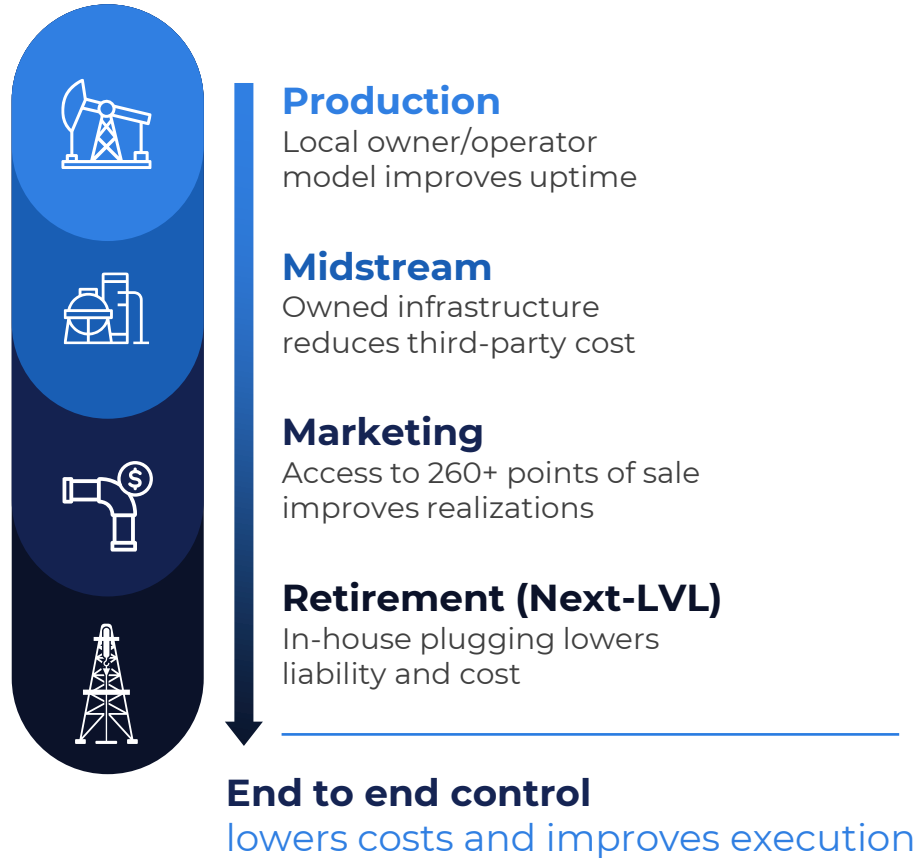 Production
Local owner/operator
model improves uptime
Midstream
Owned infrastructure
reduces third-party cost
Marketing
Access to 260+ points of sale
improves realizations
$
Retirement (Next-LVL)
In-house plugging lowers
liability and cost
End to end control
lowers costs and improves execution